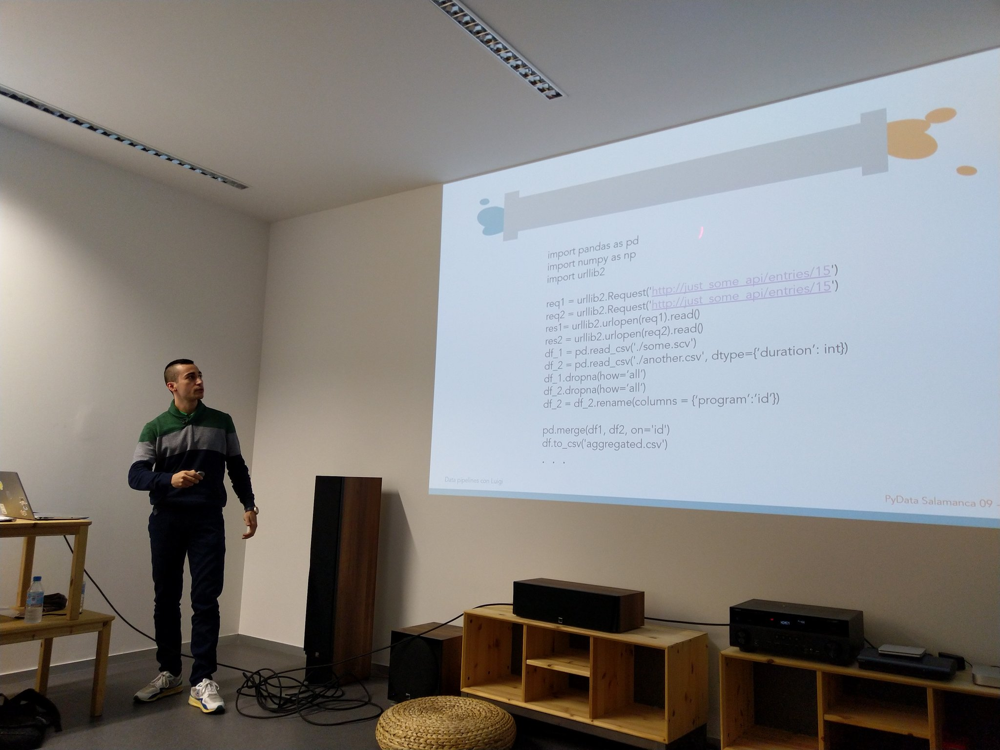 import pandas as pd
import numpy as np
import urllib2
req1 = urllib2.Request('http://just_some_api/entries/15')
req2 = urllib2.Request('http://just_some_api/entries/15')
res1= urllib2.urlopen(req1).read()
res2 = urllib2.urlopen(req2).read()
df_1 = pd.read_csv('./some.scv')
df_2 = pd.read_csv('./another.csv', dtype={‘duration’: int})
df_1.dropna(how=‘all’)
df_2.dropna(how=‘all’)
df_2 = df_2.rename(columns = {‘program’:‘id’})
pd.merge(df1, df2, on='id')
df.to_csv('aggregated.csv')
. . .
Data pipelines con Luigi
PyData Salamanca 09 -
HDMI1